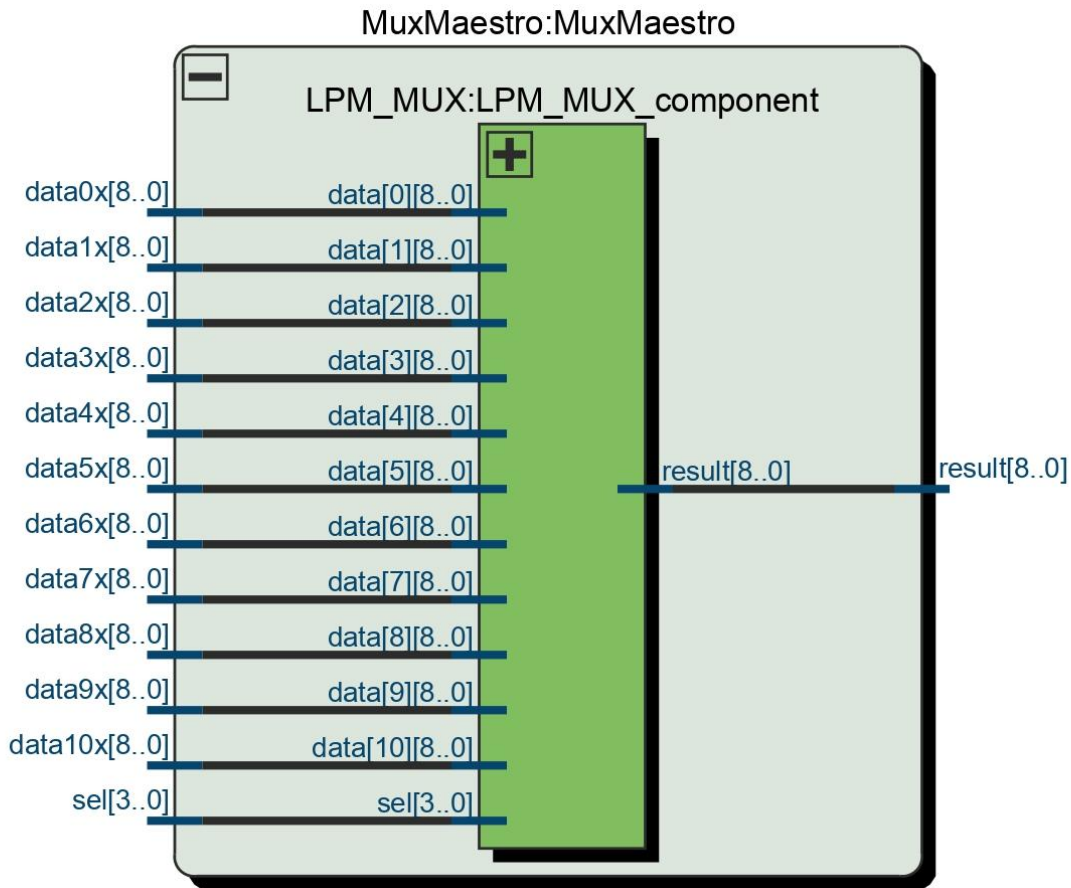 MuxMaestro:MuxMaestro
LPM_MUX:LPM_MUX_component
data0x[8..0] data[0][8..0]
data1x[8..0] data[1][8..0]
data2x[8..0] data[2][8..0]
data3x[8..0] data[3][8..0]
data4x[8..0] data[4][8..0]
data5x[8..0] data[5][8..0] result[8..0] result[8..0]
data6x[8..0] data[6][8..0]
data7x[8..0] data[7][8..0]
data8x[8..0] data[8][8..0]
data9x[8..0] data[9][8..0]
data10x[8..0] data[10][8..0]
sel[3..0] sel[3..0]